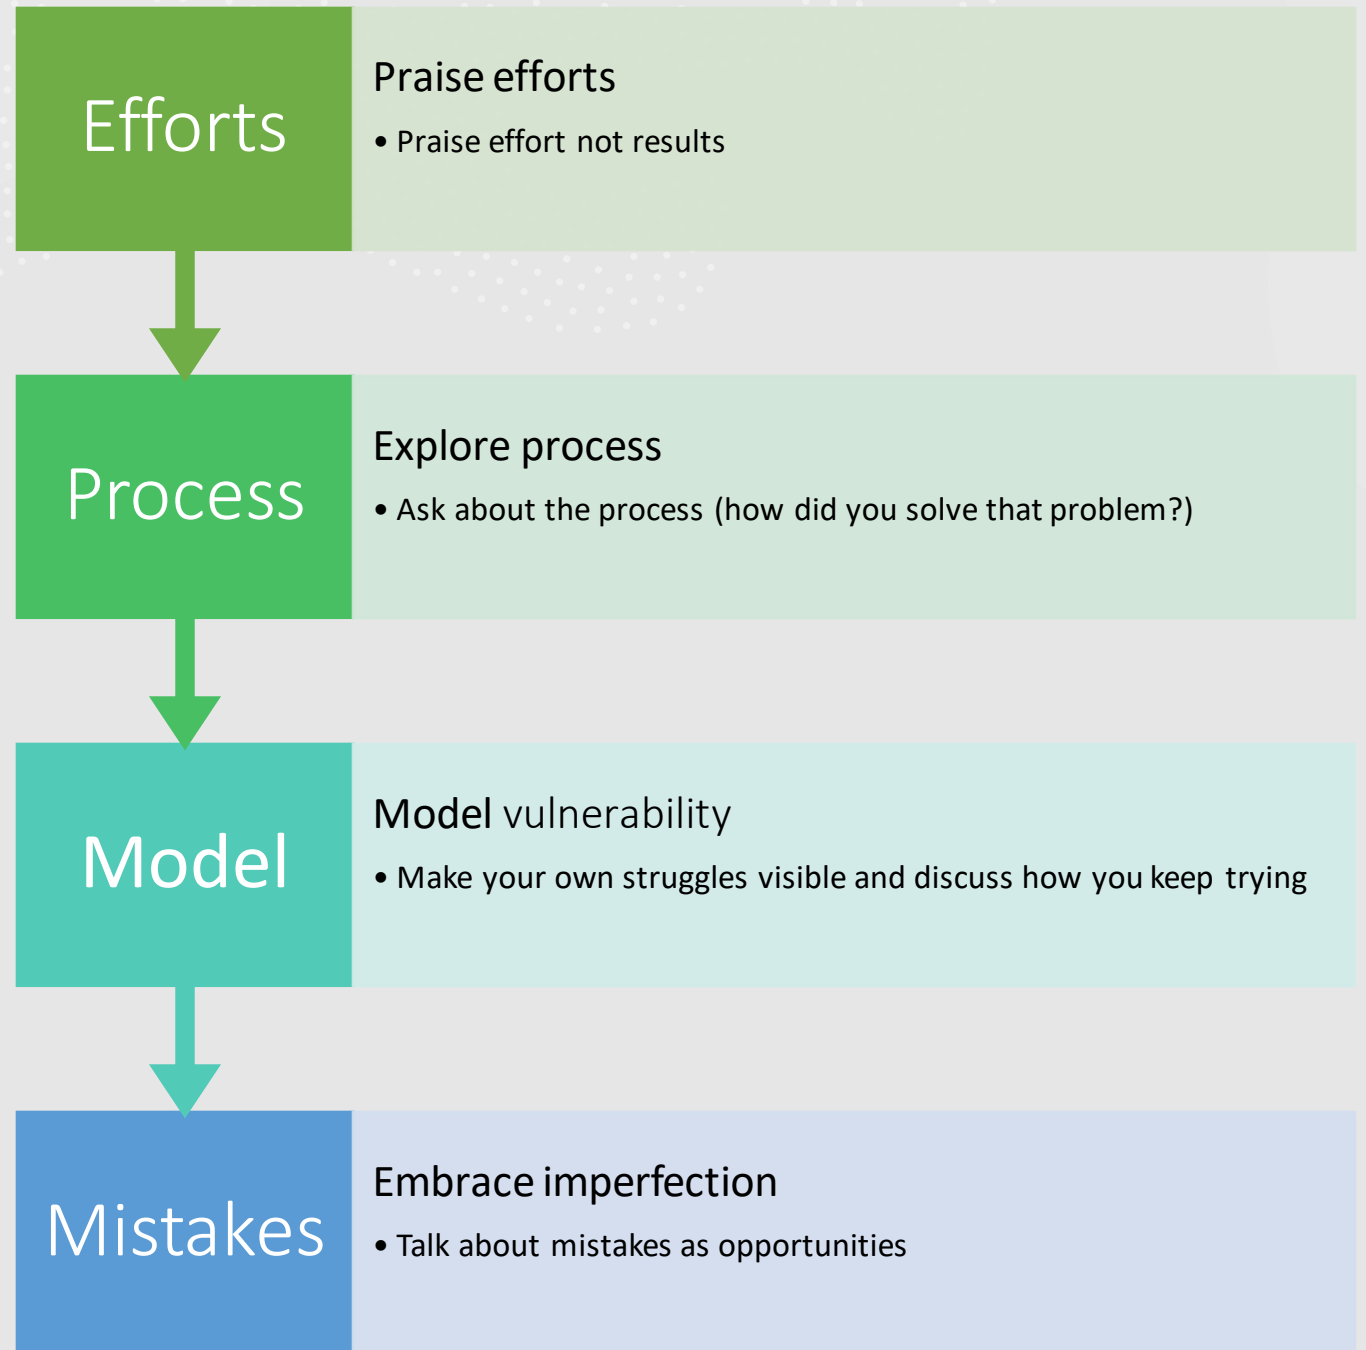 Efforts
Praise efforts
• Praise effort not results
Process
Explore process
• Ask about the process (how did you solve that problem?)
Model
Model vulnerability
• Make your own struggles visible and discuss how you keep trying
Mistakes
Embrace imperfection
• Talk about mistakes as opportunities